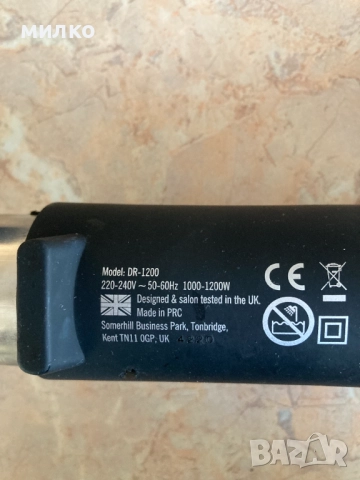 МИЛКО
Model: DR-1200
220-240V ~ 50-60Hz 1000-1200W
Designed & salon tested in the UK.
Made in PRC
Somerhill Business Park, Tonbridge,
Kent TN11 0GP, UK
CE
BAZAR